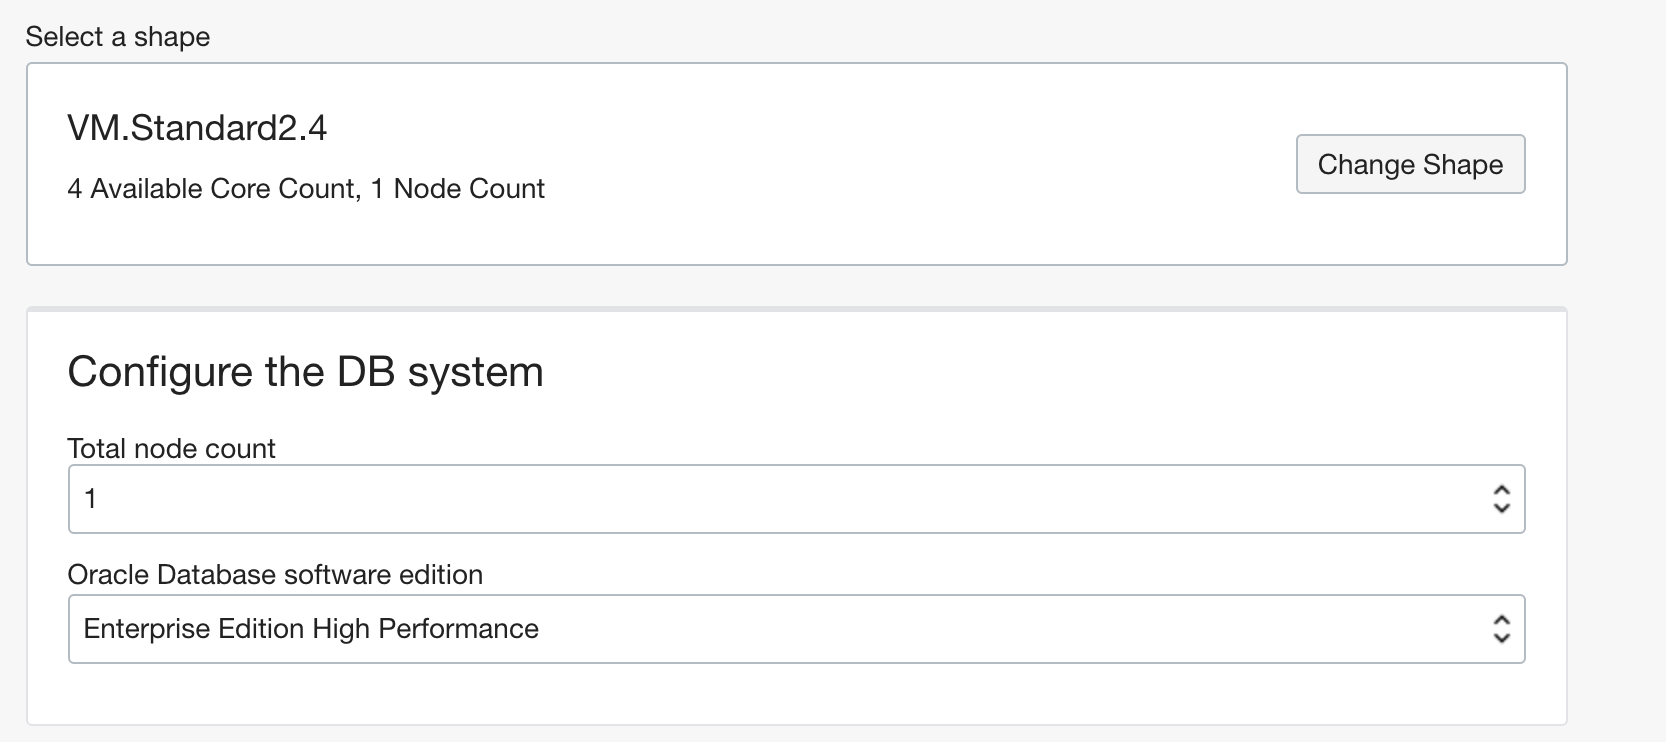 Select a shape
VM.Standard2.4
4 Available Core Count, 1 Node Count
Change Shape
Configure the DB system
Total node count
1
Oracle Database software edition
Enterprise Edition High Performance